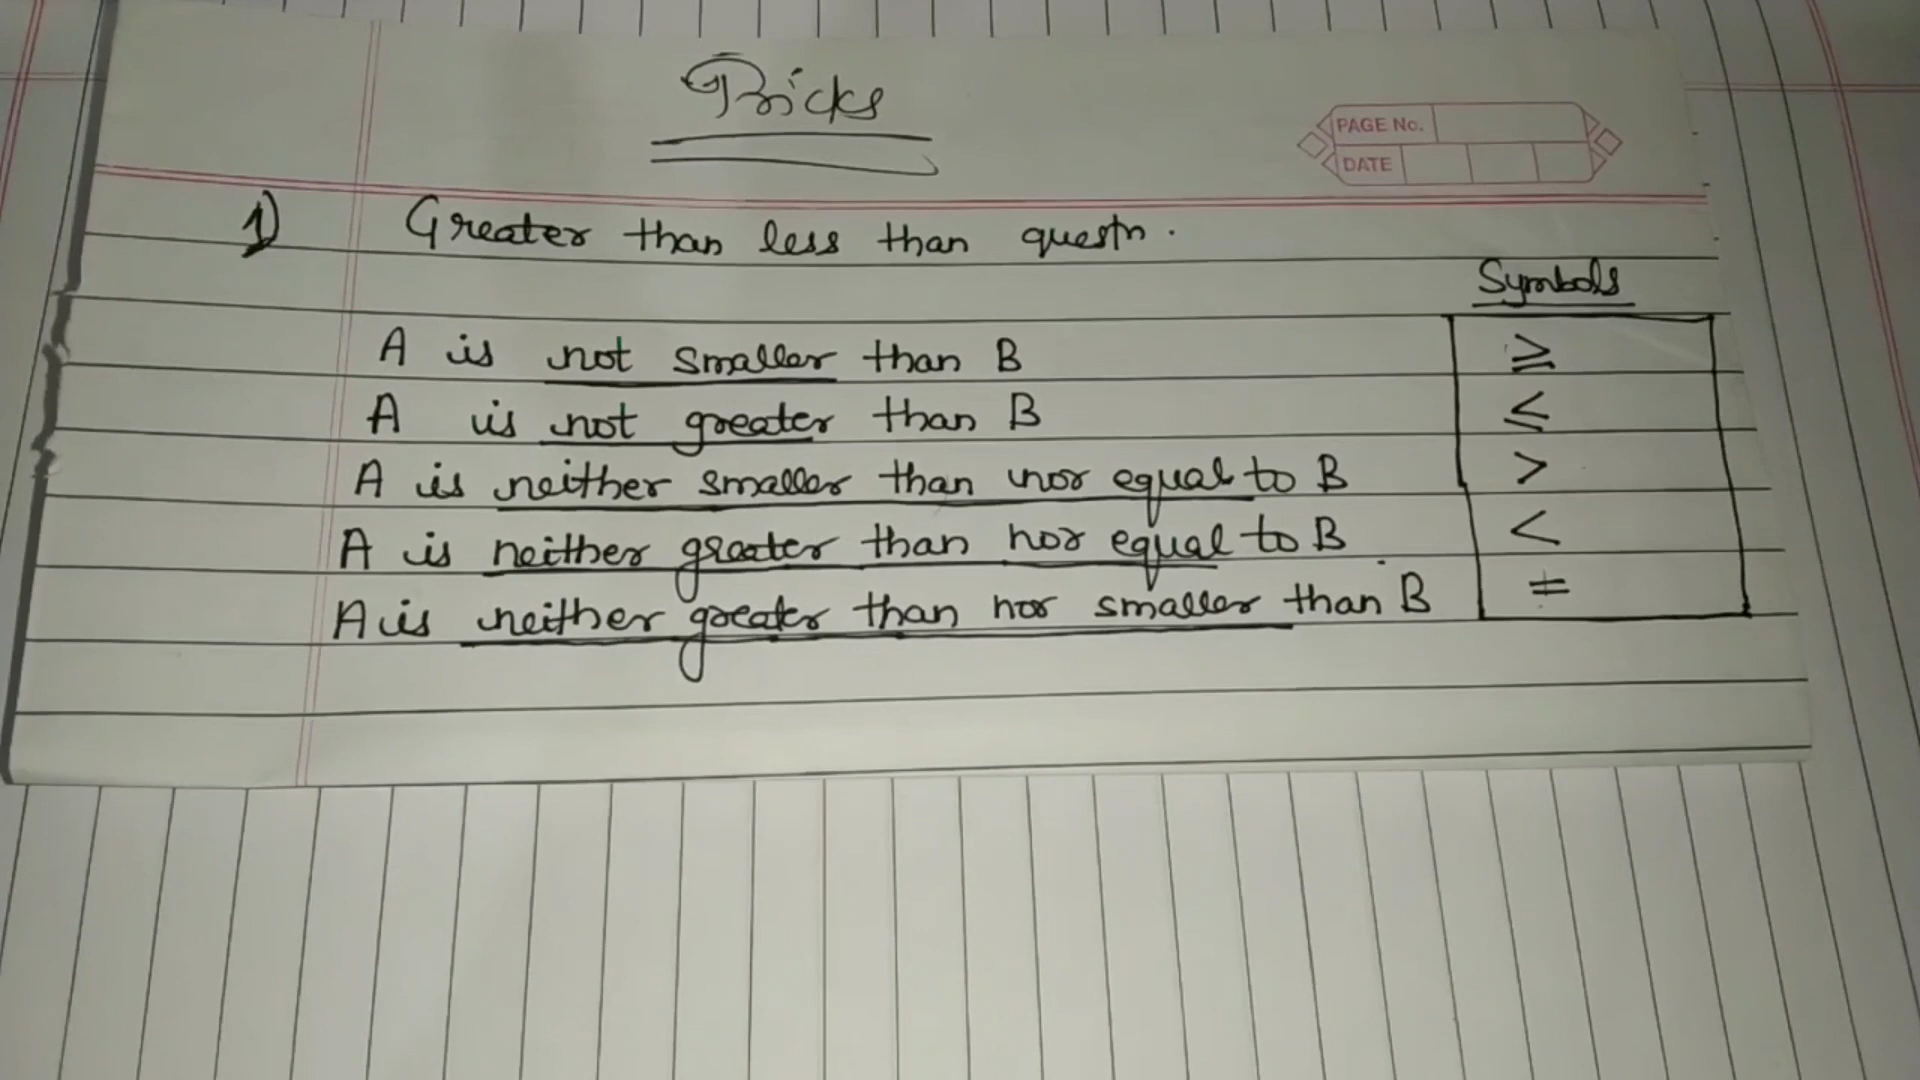 Tricks
PAGE No.
DATE
1) Greater than less than questn.
Symbols
A is not smaller than B ≥
A is not greater than B ≤
A is neither smaller than nor equal to B >
A is neither greater than nor equal to B <
A is neither greater than nor smaller than B =